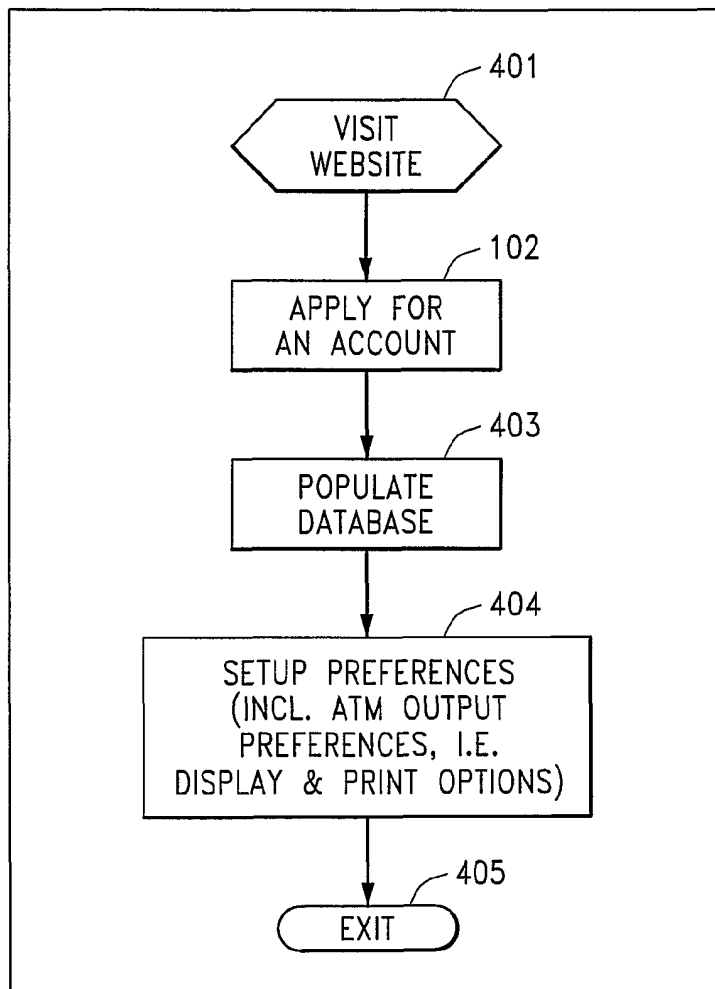 401
VISIT
WEBSITE
102
APPLY FOR
AN ACCOUNT
403
POPULATE
DATABASE
404
SETUP PREFERENCES
(INCL. ATM OUTPUT
PREFERENCES, I.E.
DISPLAY & PRINT OPTIONS)
405
EXIT